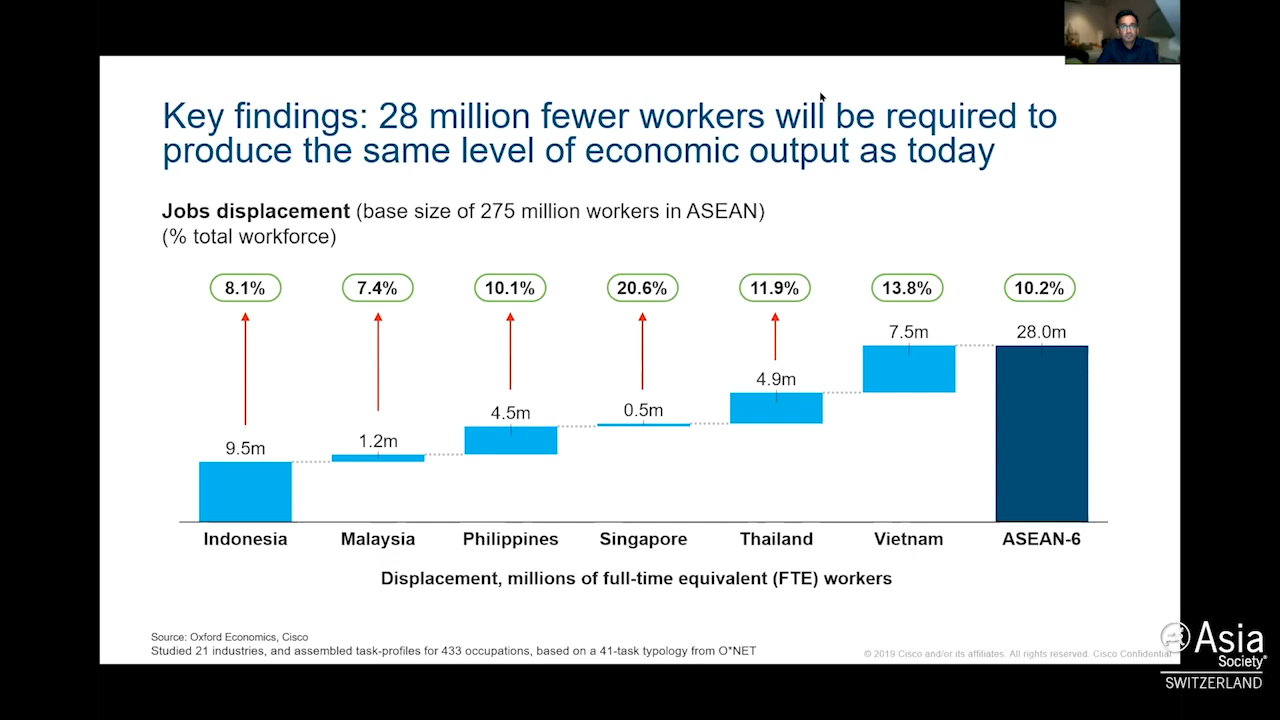 Key findings: 28 million fewer workers will be required to
produce the same level of economic output as today
Jobs displacement (base size of 275 million workers in ASEAN)
(% total workforce)
8.1% 7.4% 10.1% 20.6% 11.9% 13.8% 10.2%
9.5m 1.2m 4.5m 0.5m 4.9m 7.5m 28.0m
Indonesia Malaysia Philippines Singapore Thailand Vietnam ASEAN-6
Displacement, millions of full-time equivalent (FTE) workers
Source: Oxford Economics, Cisco
Studied 21 industries, and assembled task-profiles for 433 occupations, based on a 41-task typology from O*NET
© 2019 Cisco and/or its affiliates. All rights reserved. Cisco Confidential
Asia
Society
SWITZERLAND